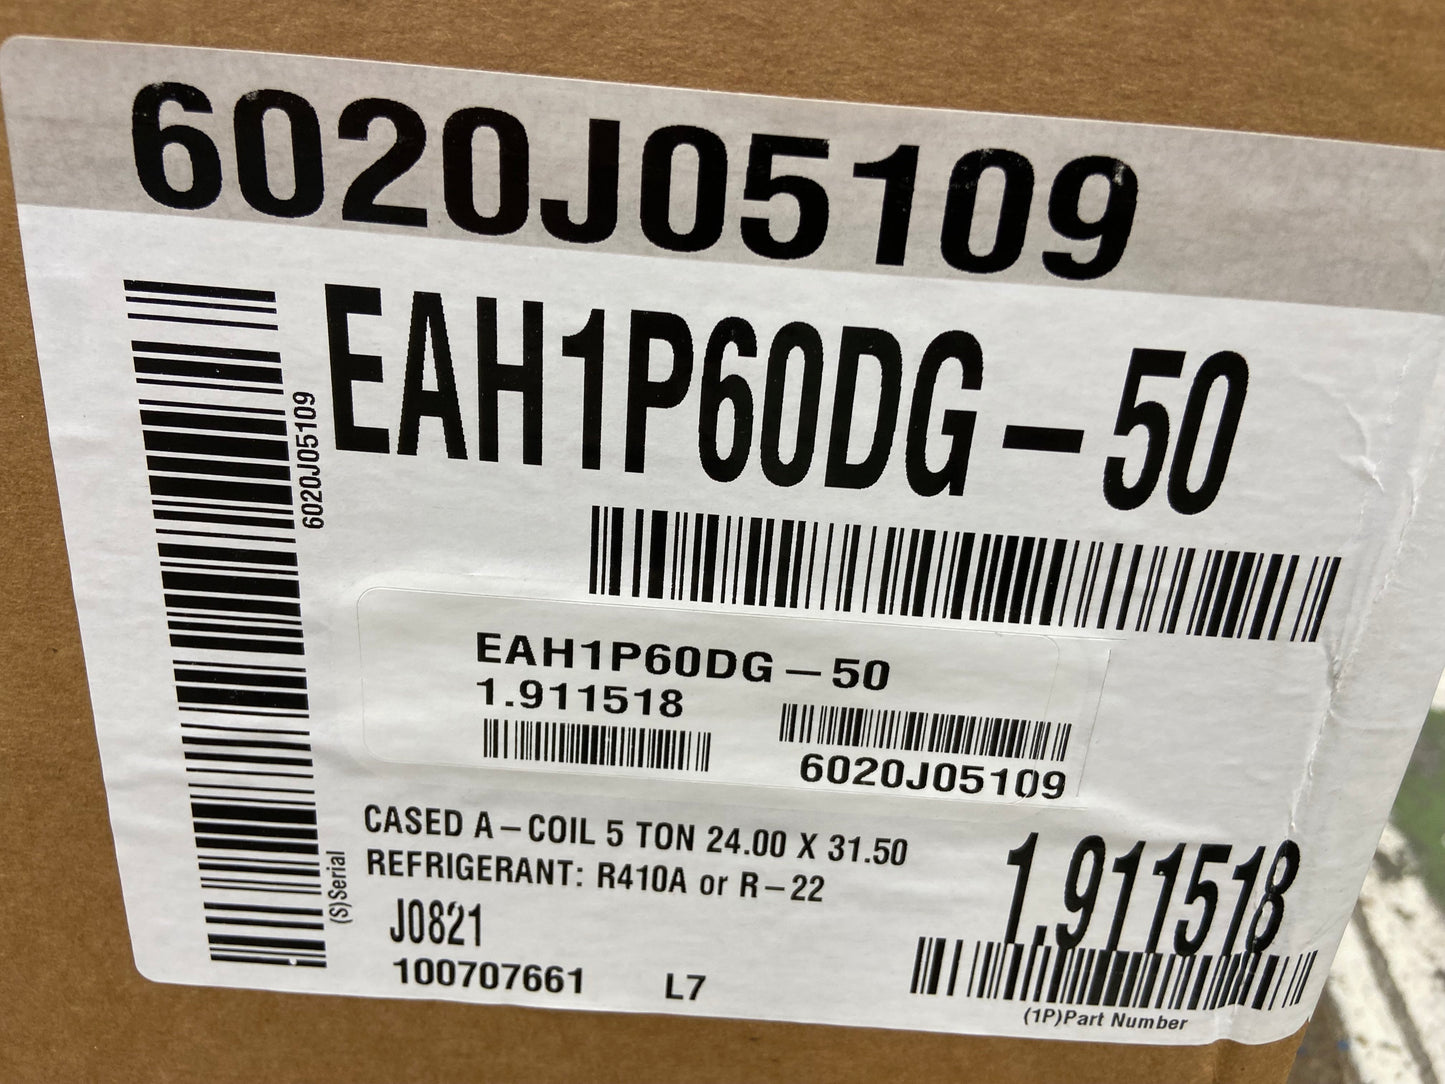 6020J05109
EAH1P60DG-50
6020J05109
EAH1P60DG-50
1.911518
6020J05109
CASED A-COIL 5 TON 24.00 X 31.50
REFRIGERANT: R410A or R-22
1.911518
(S)Serial
J0821
100707661 L7
(1P)Part Number